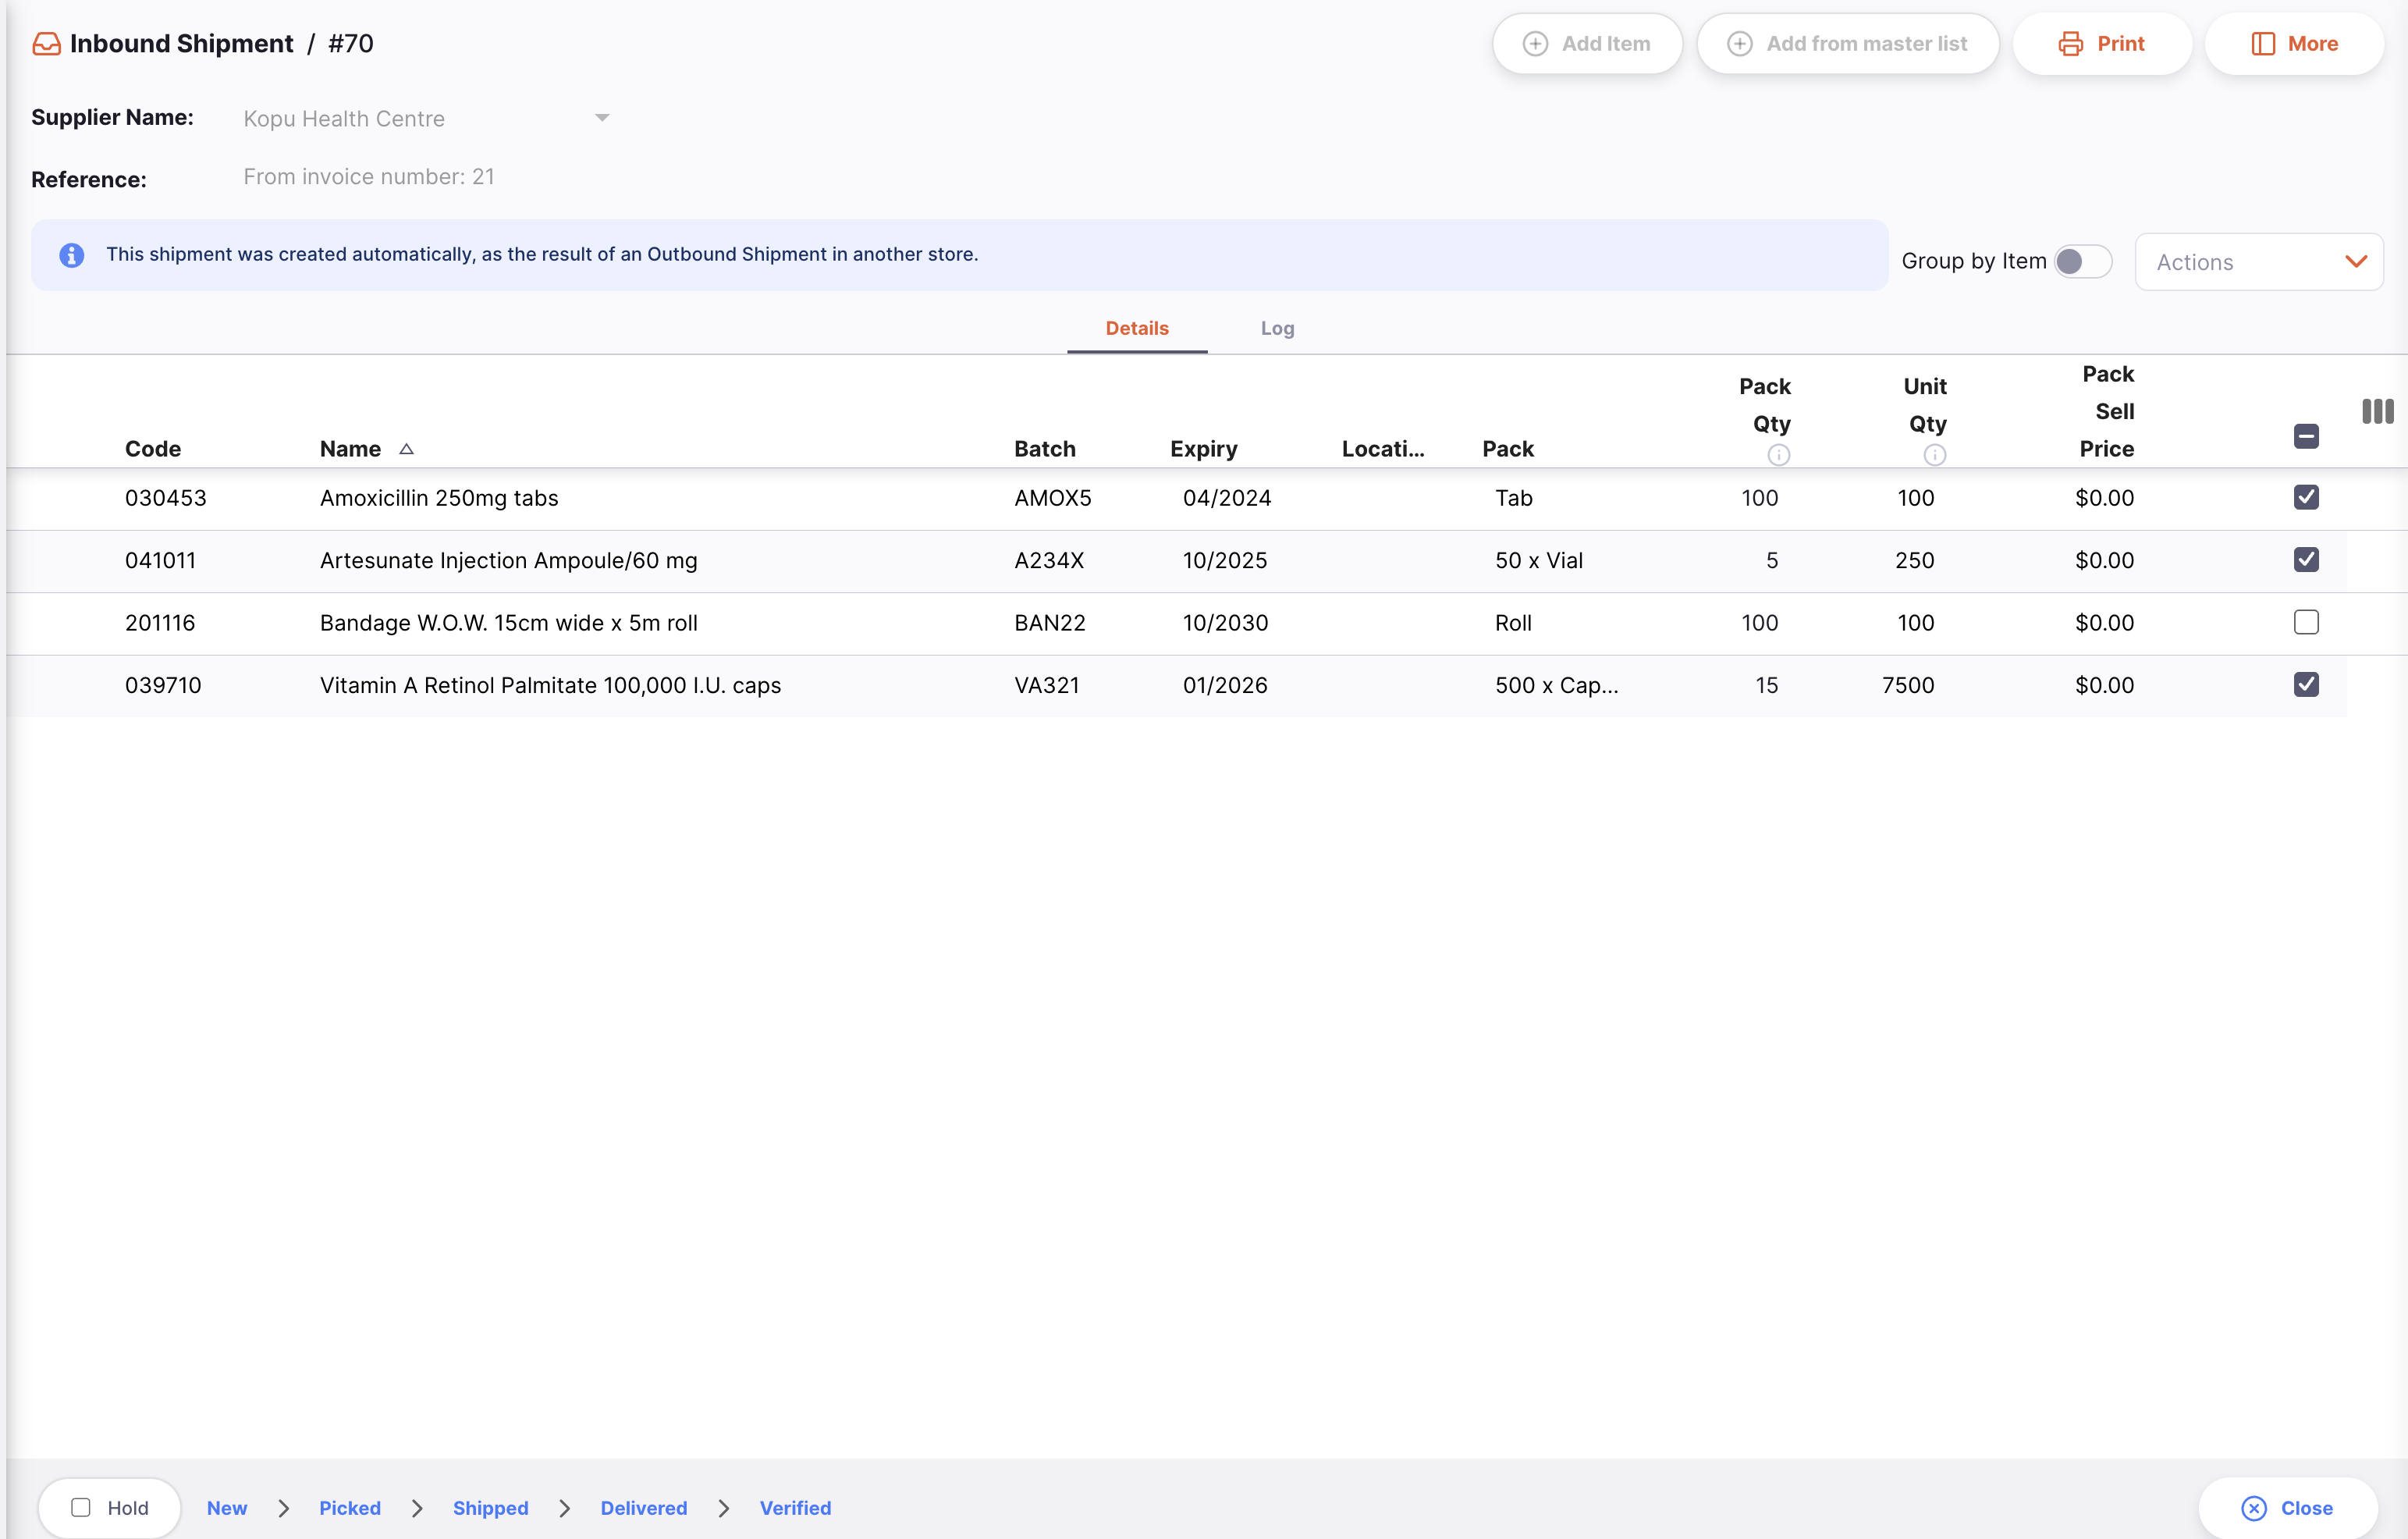 Inbound Shipment / #70
Add Item
Add from master list
Print
More
Supplier Name: Kopu Health Centre
Reference: From invoice number: 21
This shipment was created automatically, as the result of an Outbound Shipment in another store.
Group by Item
Actions
Details Log
Code Name Batch Expiry Locati... Pack Pack Qty Unit Qty Pack Sell Price
030453 Amoxicillin 250mg tabs AMOX5 04/2024 Tab 100 100 $0.00
041011 Artesunate Injection Ampoule/60 mg A234X 10/2025 50 x Vial 5 250 $0.00
201116 Bandage W.O.W. 15cm wide x 5m roll BAN22 10/2030 Roll 100 100 $0.00
039710 Vitamin A Retinol Palmitate 100,000 I.U. caps VA321 01/2026 500 x Cap... 15 7500 $0.00
Hold New Picked Shipped Delivered Verified Close